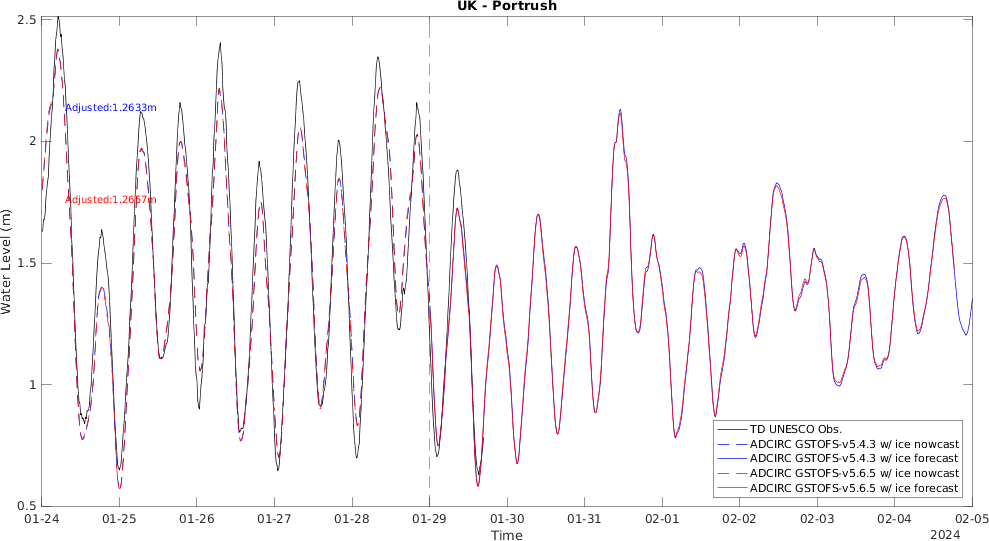 UK - Portrush
2.5
2
1.5
1
0.5
Water Level (m)
Adjusted:1.2633m
Adjusted:1.2667m
TD UNESCO Obs.
ADCIRC GSTOFS-v5.4.3 w/ ice nowcast
ADCIRC GSTOFS-v5.4.3 w/ ice forecast
ADCIRC GSTOFS-v5.6.5 w/ ice nowcast
ADCIRC GSTOFS-v5.6.5 w/ ice forecast
01-24 01-25 01-26 01-27 01-28 01-29 01-30 01-31 02-01 02-02 02-03 02-04 02-05
Time
2024